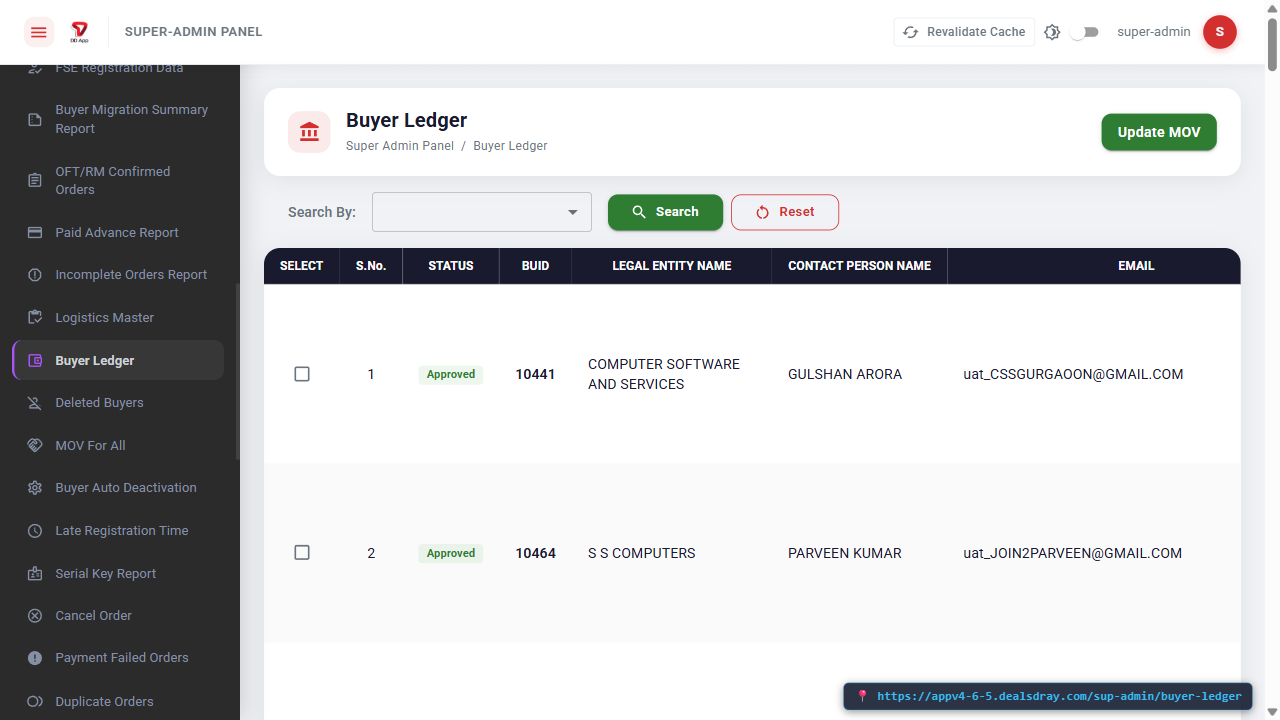 DD App
SUPER-ADMIN PANEL
Revalidate Cache
super-admin
S
FSE Registration Data
Buyer Migration Summary
Report
OFT/RM Confirmed
Orders
Paid Advance Report
Incomplete Orders Report
Logistics Master
Buyer Ledger
Deleted Buyers
MOV For All
Buyer Auto Deactivation
Late Registration Time
Serial Key Report
Cancel Order
Payment Failed Orders
Duplicate Orders
Buyer Ledger
Super Admin Panel / Buyer Ledger
Update MOV
Search By:
Search
Reset
SELECT S.No. STATUS BUID LEGAL ENTITY NAME CONTACT PERSON NAME EMAIL
1 Approved 10441 COMPUTER SOFTWARE AND SERVICES GULSHAN ARORA uat_CSSGURGAOON@GMAIL.COM
2 Approved 10464 S S COMPUTERS PARVEEN KUMAR uat_JOIN2PARVEEN@GMAIL.COM
https://appv4-6-5.dealsdray.com/sup-admin/buyer-ledger